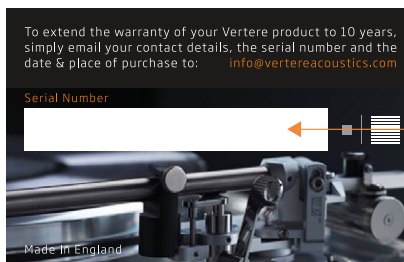 To extend the warranty of your Vertere product to 10 years,
simply email your contact details, the serial number and the
date & place of purchase to: info@vertereacoustics.com
Serial Number
Made in England